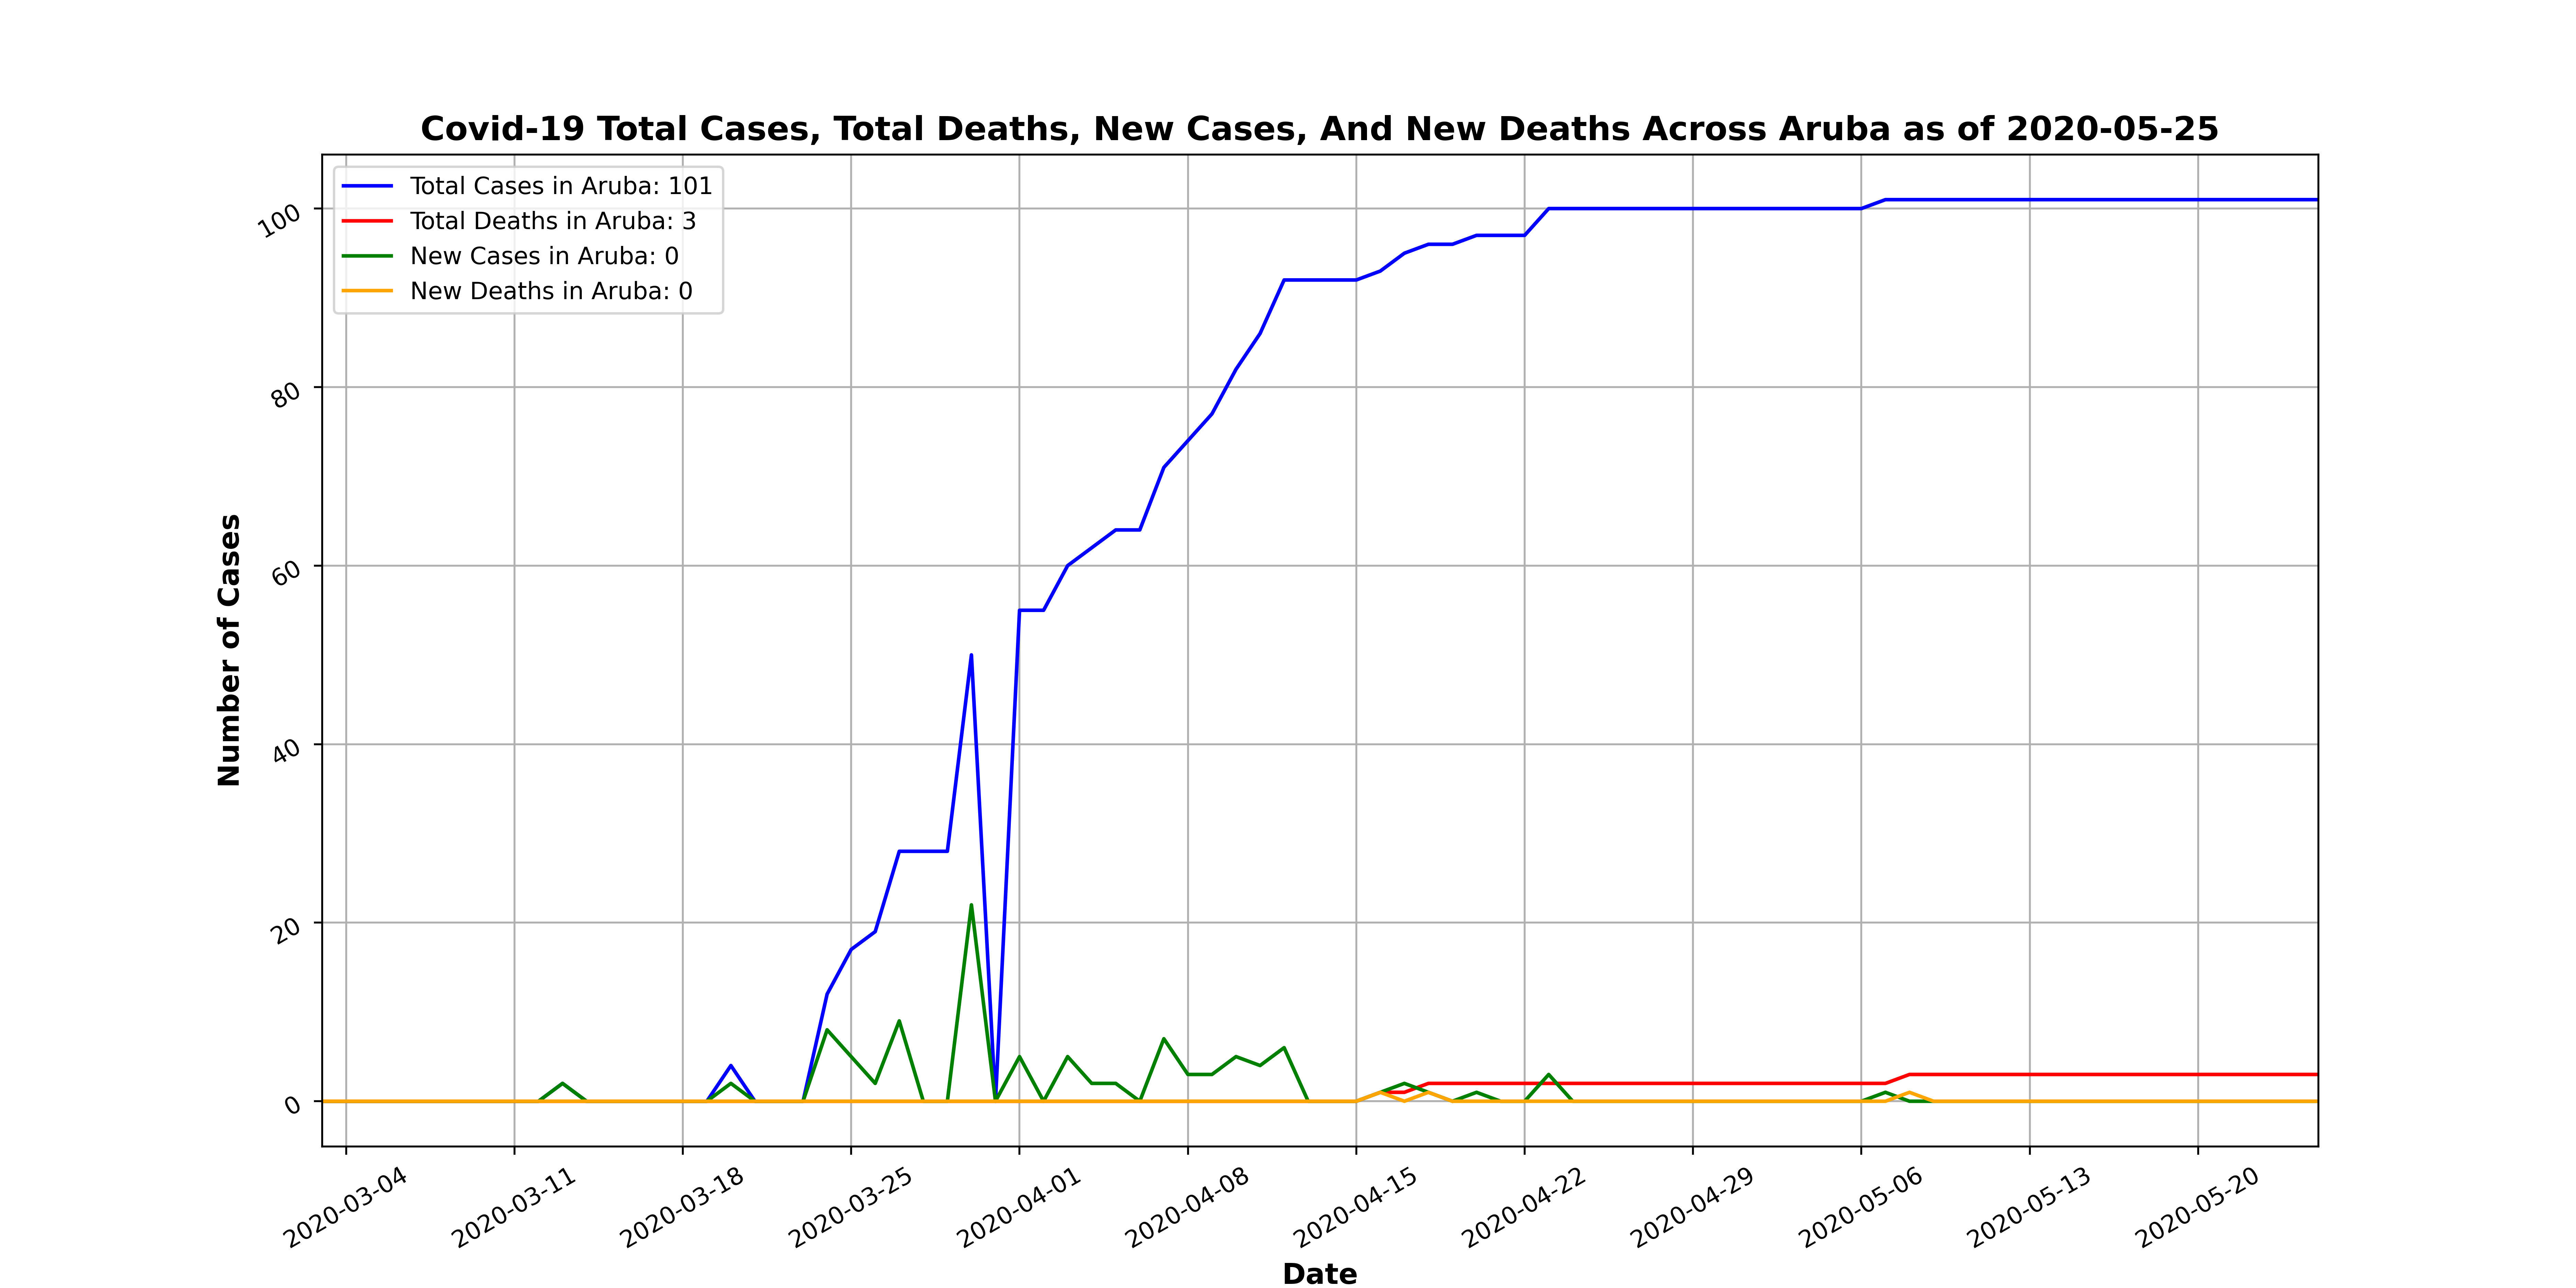 Covid-19 Total Cases, Total Deaths, New Cases, And New Deaths Across Aruba as of 2020-05-25
Total Cases in Aruba: 101
Total Deaths in Aruba: 3
New Cases in Aruba: 0
New Deaths in Aruba: 0
Number of Cases
100
80
60
40
20
0
2020-03-04
2020-03-11
2020-03-18
2020-03-25
2020-04-01
2020-04-08
2020-04-15
2020-04-22
2020-04-29
2020-05-06
2020-05-13
2020-05-20
Date